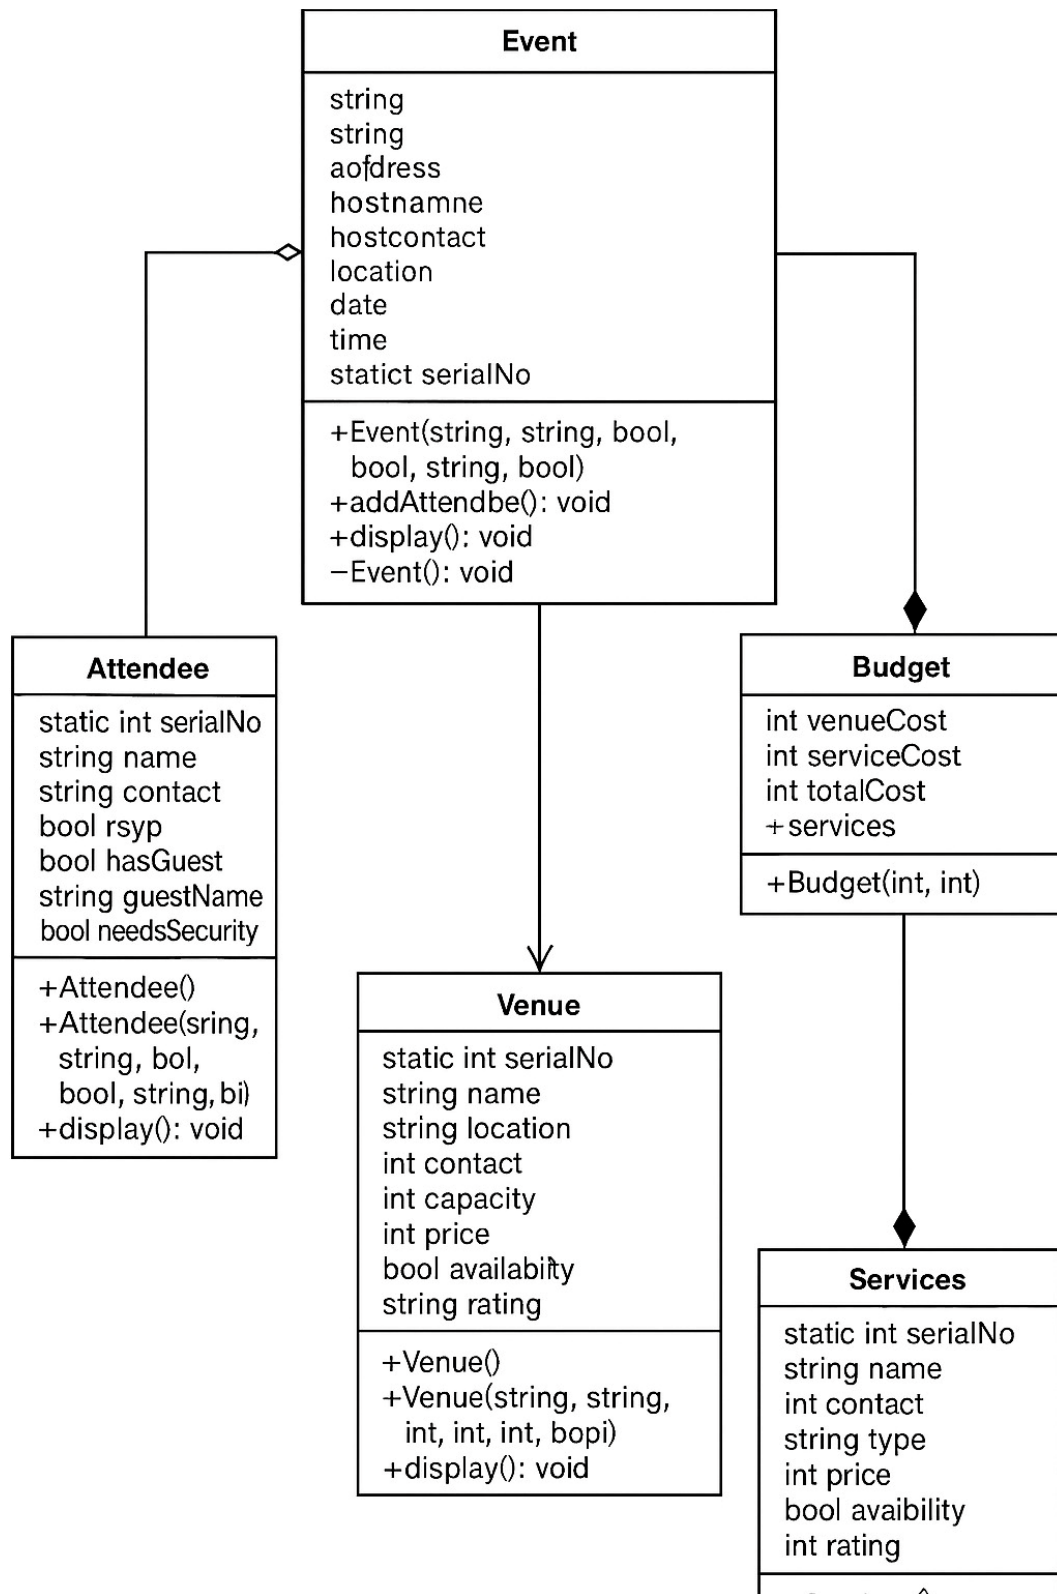 Event
string
string
aofdress
hostnamne
hostcontact
location
date
time
statict serialNo
+Event(string, string, bool,
bool, string, bool)
+addAttendbe(): void
+display(): void
−Event(): void
Attendee
static int serialNo
string name
string contact
bool rsyp
bool hasGuest
string guestName
bool needsSecurity
+Attendee()
+Attendee(sring,
string, bol,
bool, string, bi)
+display(): void
Budget
int venueCost
int serviceCost
int totalCost
+services
+Budget(int, int)
Venue
static int serialNo
string name
string location
int contact
int capacity
int price
bool availabity
string rating
+Venue()
+Venue(string, string,
int, int, int, bopi)
+display(): void
Services
static int serialNo
string name
int contact
string type
int price
bool avaibility
int rating